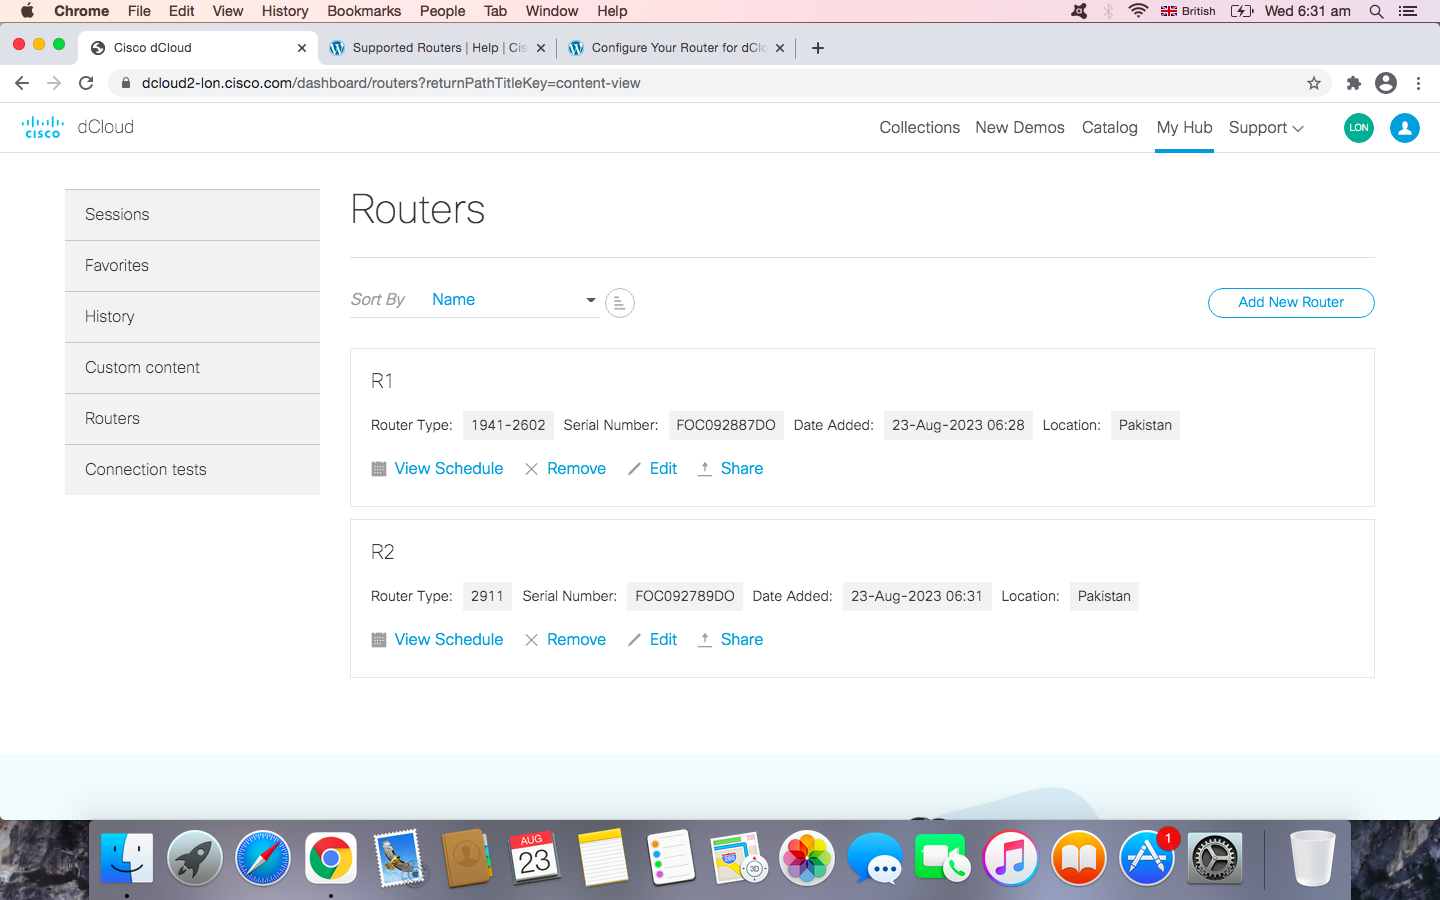 Chrome File Edit View History Bookmarks People Tab Window Help British Wed 6:31 am
Cisco dCloud Supported Routers | Help | Cis Configure Your Router for dClo
dcloud2-lon.cisco.com/dashboard/routers?returnPathTitleKey=content-view
cisco dCloud Collections New Demos Catalog My Hub Support LON
Sessions
Favorites
History
Custom content
Routers
Connection tests
Routers
Sort By Name Add New Router
R1
Router Type: 1941-2602 Serial Number: FOC092887DO Date Added: 23-Aug-2023 06:28 Location: Pakistan
View Schedule Remove Edit Share
R2
Router Type: 2911 Serial Number: FOC092789DO Date Added: 23-Aug-2023 06:31 Location: Pakistan
View Schedule Remove Edit Share
AUG
23
280
3D
1